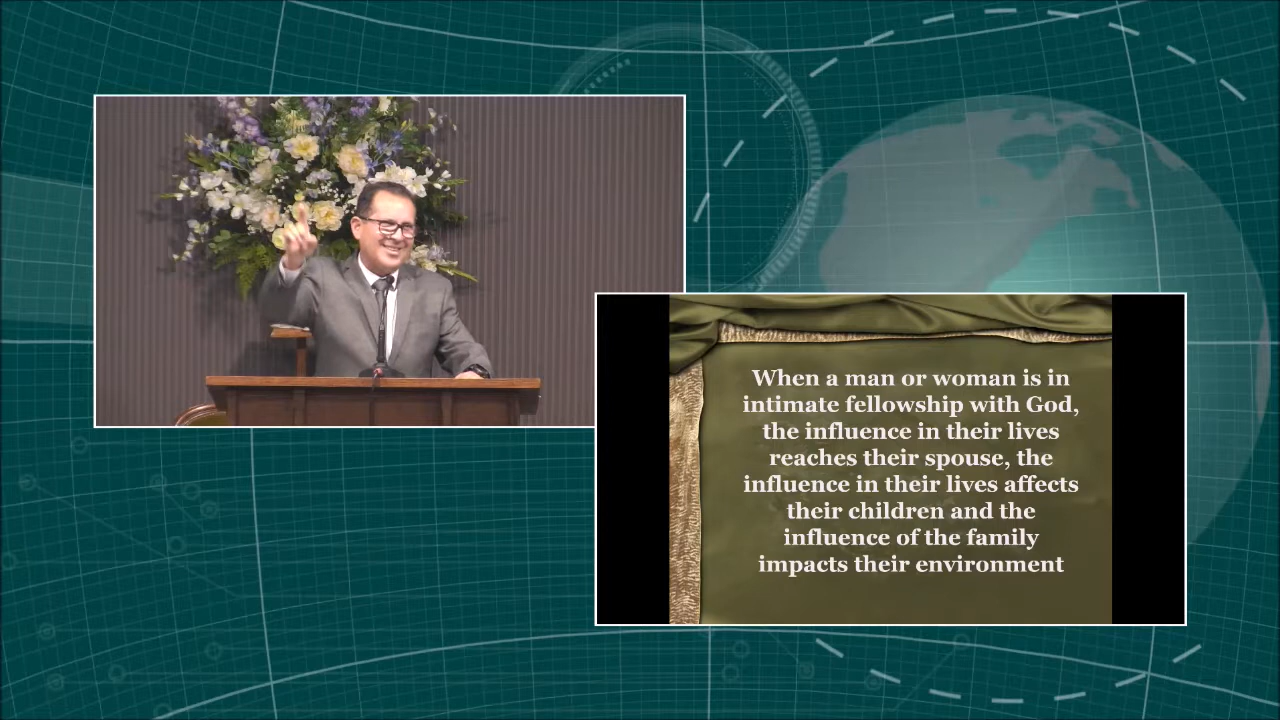 When a man or woman is in
intimate fellowship with God,
the influence in their lives
reaches their spouse, the
influence in their lives affects
their children and the
influence of the family
impacts their environment